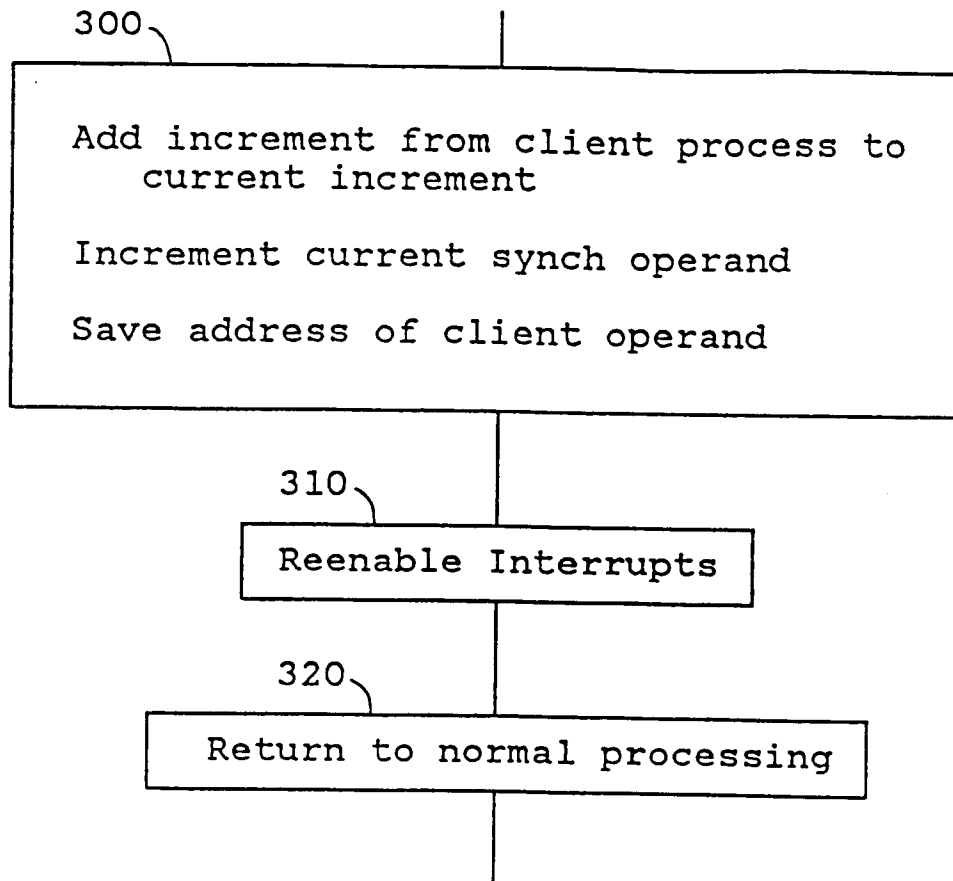 300
Add increment from client process to
current increment
Increment current synch operand
Save address of client operand
310
Reenable Interrupts
320
Return to normal processing